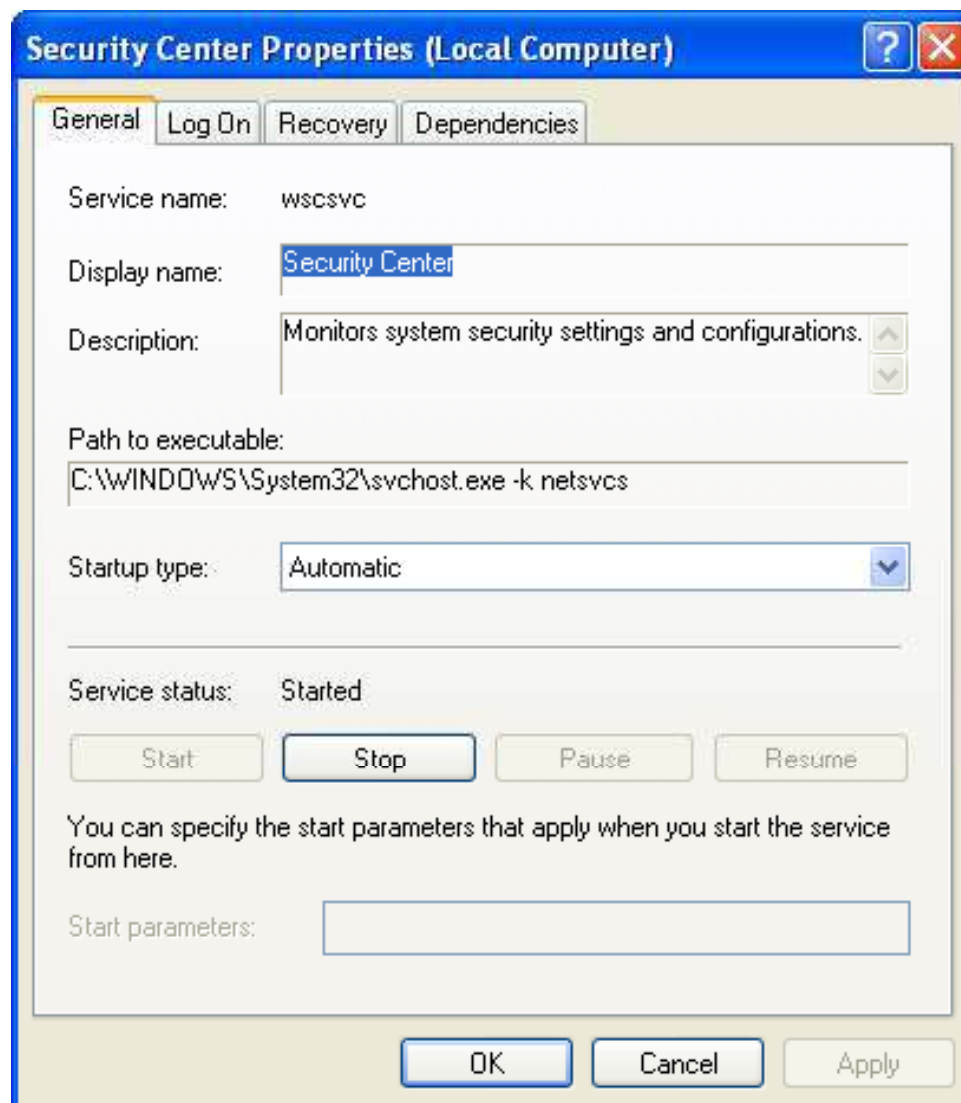 Security Center Properties (Local Computer)
General Log On Recovery Dependencies
Service name: wscsvc
Display name: Security Center
Description: Monitors system security settings and configurations.
Path to executable:
C:\WINDOWS\System32\svchost.exe -k netsvcs
Startup type: Automatic
Service status: Started
Start Stop Pause Resume
You can specify the start parameters that apply when you start the service
from here.
Start parameters:
OK Cancel Apply